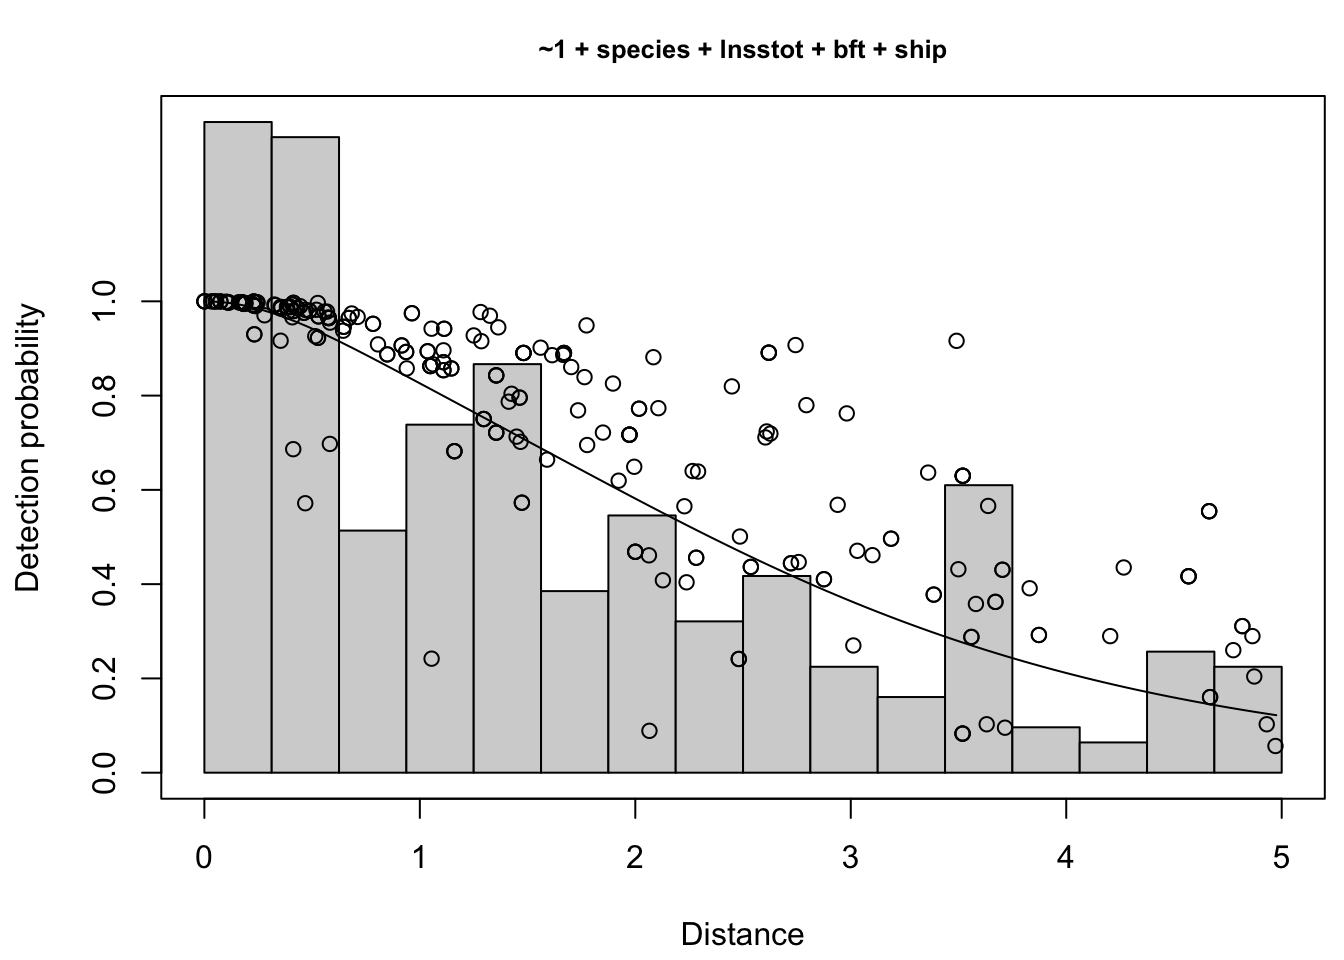 ~1 + species + lnsstot + bft + ship
Detection probability
1.0
0.8
0.6
0.4
0.2
0.0
0 1 2 3 4 5
Distance